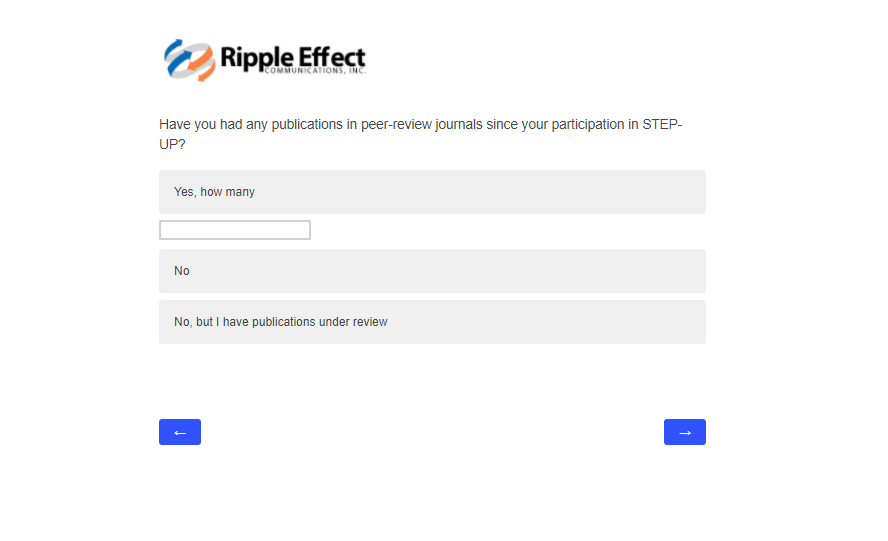 Ripple Effect
COMMUNICATIONS, INC.
Have you had any publications in peer-review journals since your participation in STEP-
UP?
Yes, how many
No
No, but I have publications under review
← →